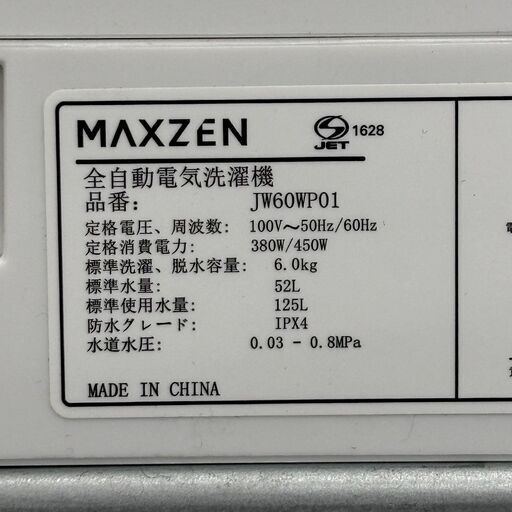 MAXZEN
JET 1628
全自動電気洗濯機
品番: JW60WP01
定格電圧、周波数: 100V～50Hz/60Hz
定格消費電力: 380W/450W
標準洗濯、脱水容量: 6.0kg
標準水量: 52L
標準使用水量: 125L
防水グレード: IPX4
水道水圧: 0.03 - 0.8MPa
MADE IN CHINA